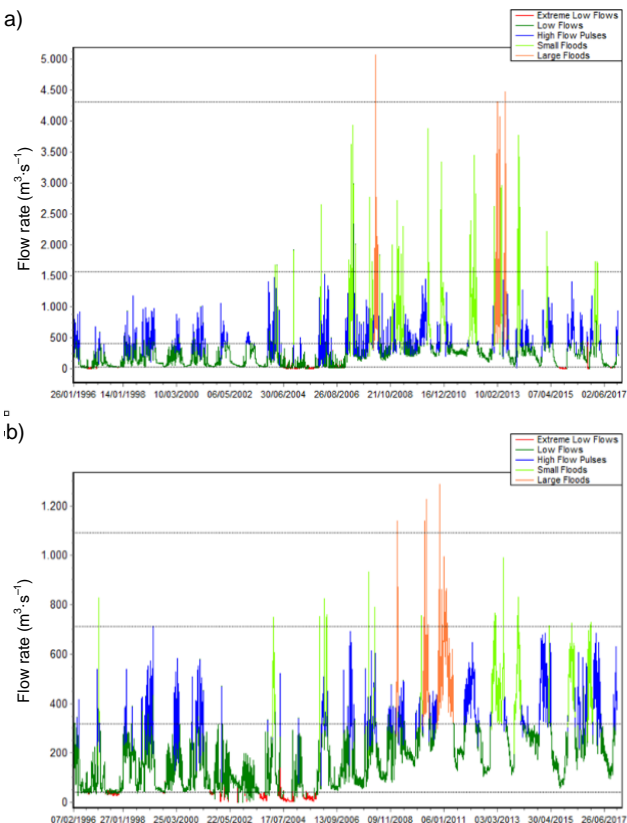 a)
Extreme Low Flows
Low Flows
High Flow Pulses
Small Floods
Large Floods
Flow rate (m³·s⁻¹)
5.000
4.500
4.000
3.500
3.000
2.500
2.000
1.500
1.000
500
0
26/01/1996 14/01/1998 10/03/2000 06/05/2002 30/06/2004 26/08/2006 21/10/2008 16/12/2010 10/02/2013 07/04/2015 02/06/2017
b)
Extreme Low Flows
Low Flows
High Flow Pulses
Small Floods
Large Floods
Flow rate (m³·s⁻¹)
1.200
1.000
800
600
400
200
0
07/02/1996 27/01/1998 25/03/2000 22/05/2002 17/07/2004 13/09/2006 09/11/2008 06/01/2011 03/03/2013 30/04/2015 26/06/2017